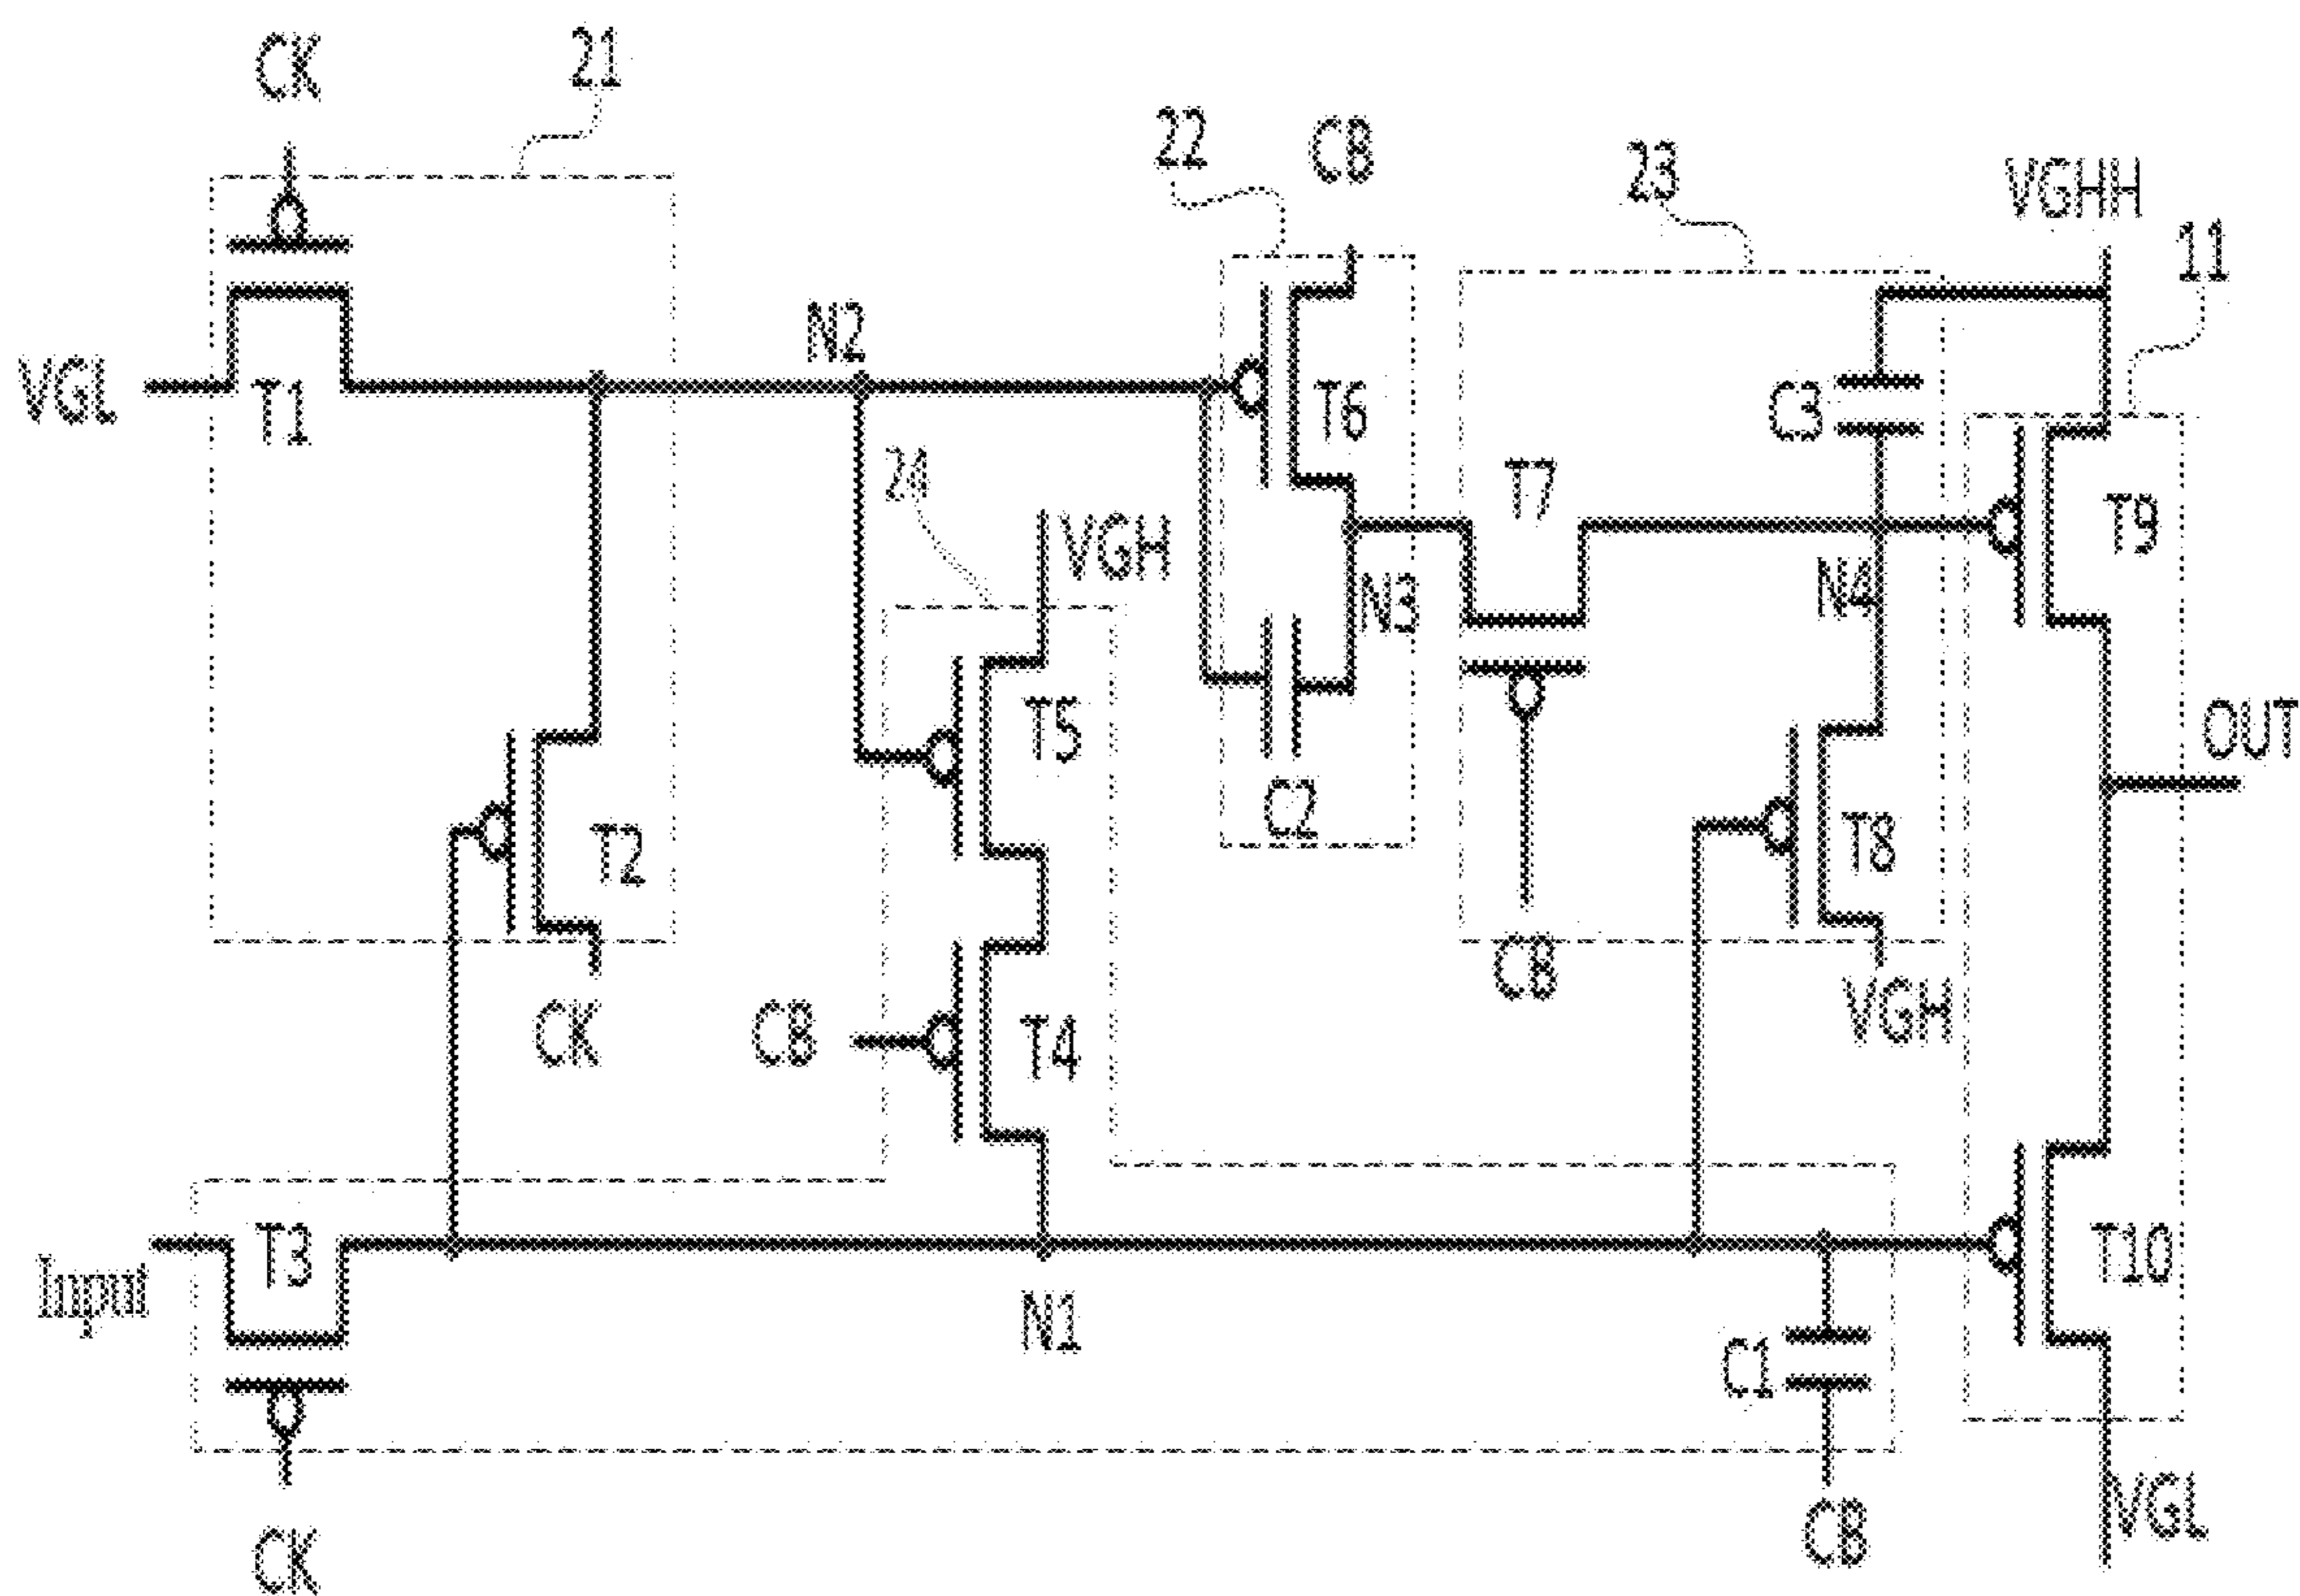 CK
21
22
CB
23
VGHH
11
N2
VGL
T1
T6
C3
24
T7
T9
VGH
N3
N4
T5
OUT
C2
T2
T8
CK
CB
T4
CB
VGH
Input
T3
T10
N1
C1
CK
CB
VGL